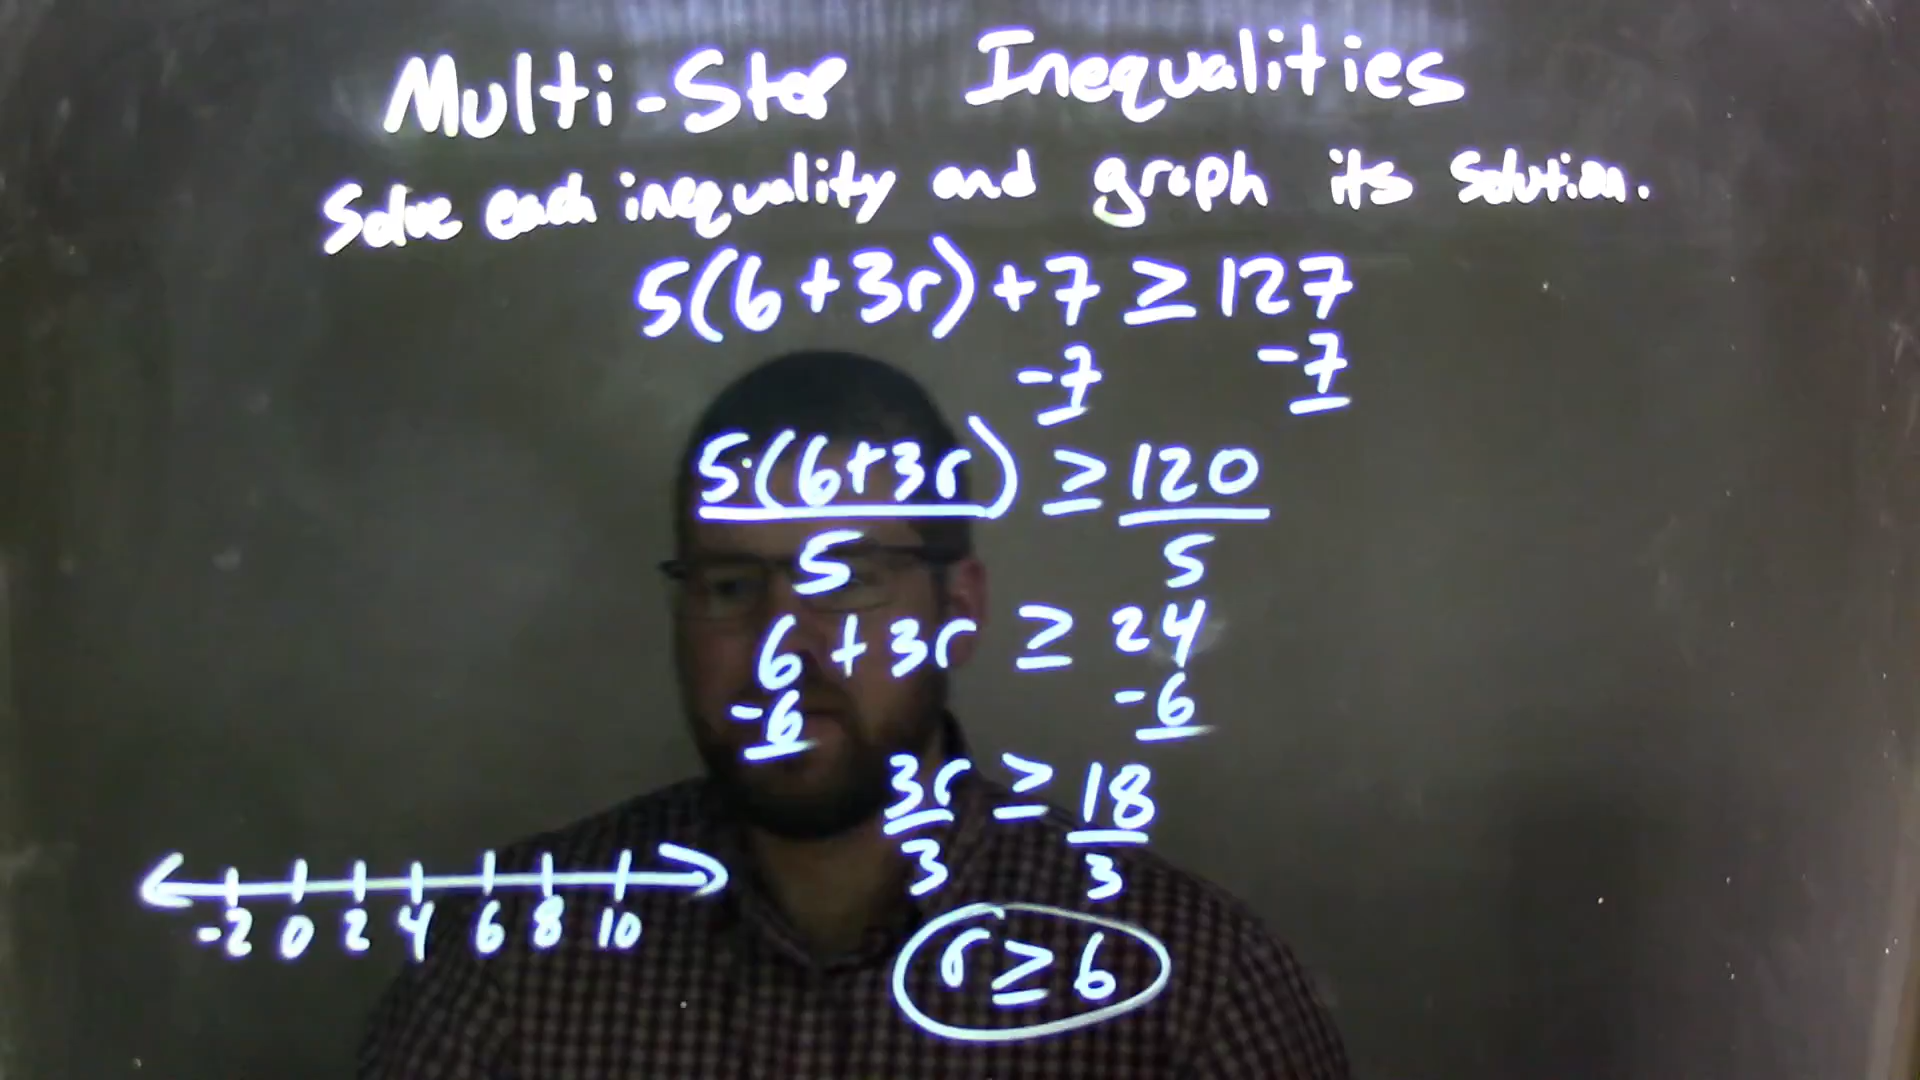 Multi-Step Inequalities
Solve each inequality and graph its solution.
5(6+3r)+7 ≥ 127
-7 -7
5·(6+3r) ≥ 120
5 5
6 + 3r ≥ 24
-6 -6
3r ≥ 18
3 3
-2 0 2 4 6 8 10
r ≥ 6